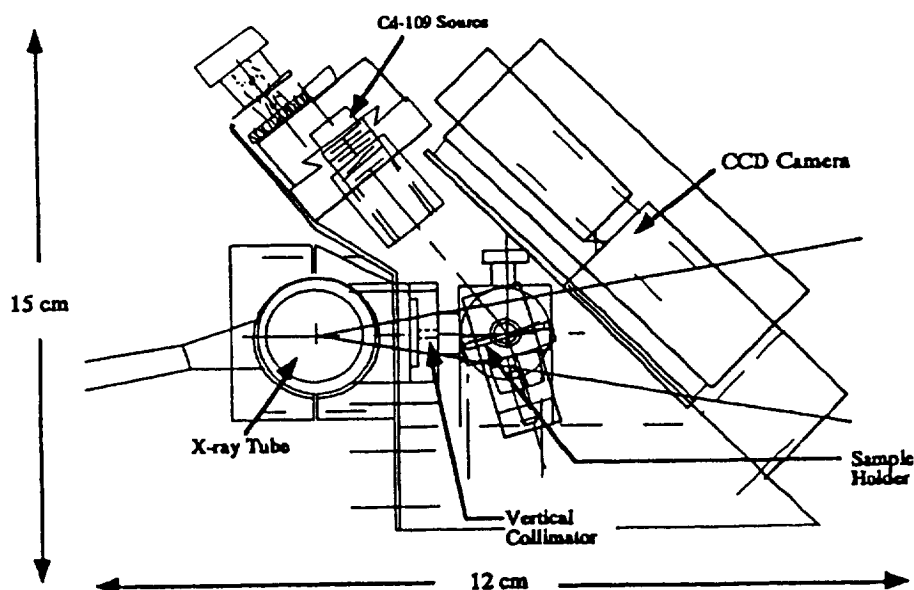 Cd-109 Source
CCD Camera
15 cm
X-ray Tube
Sample
Holder
Vertical
Collimator
12 cm